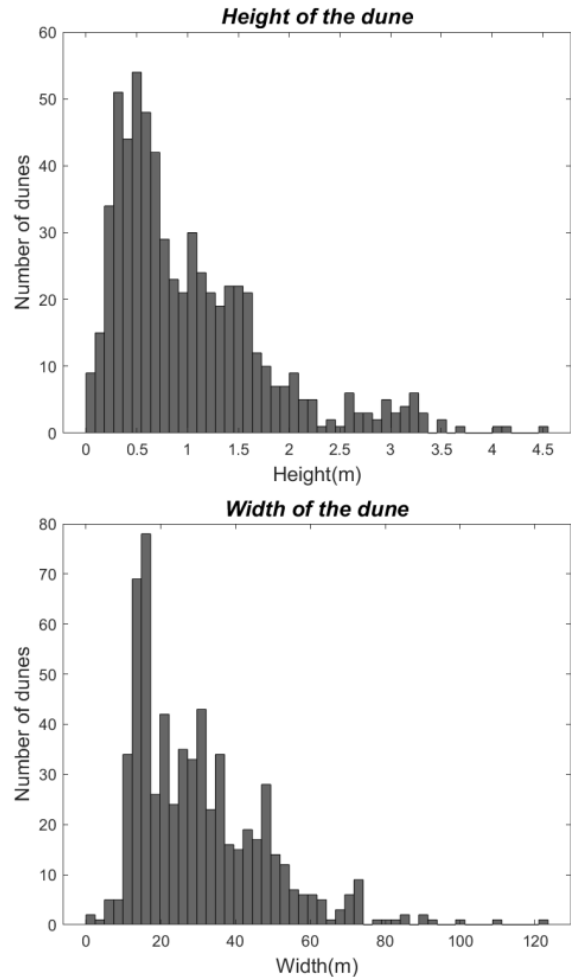 Height of the dune
60
50
40
30
20
10
0
Number of dunes
0 0.5 1 1.5 2 2.5 3 3.5 4 4.5
Height(m)
Width of the dune
80
70
60
50
40
30
20
10
0
Number of dunes
0 20 40 60 80 100 120
Width(m)